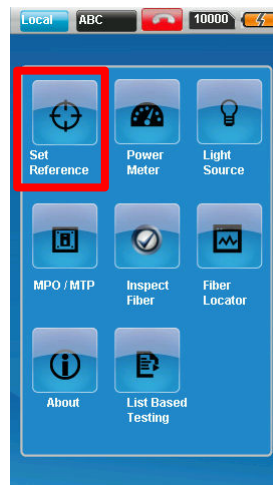 Local ABC 10000
Set Reference
Power Meter
Light Source
MPO / MTP
Inspect Fiber
Fiber Locator
About
List Based Testing